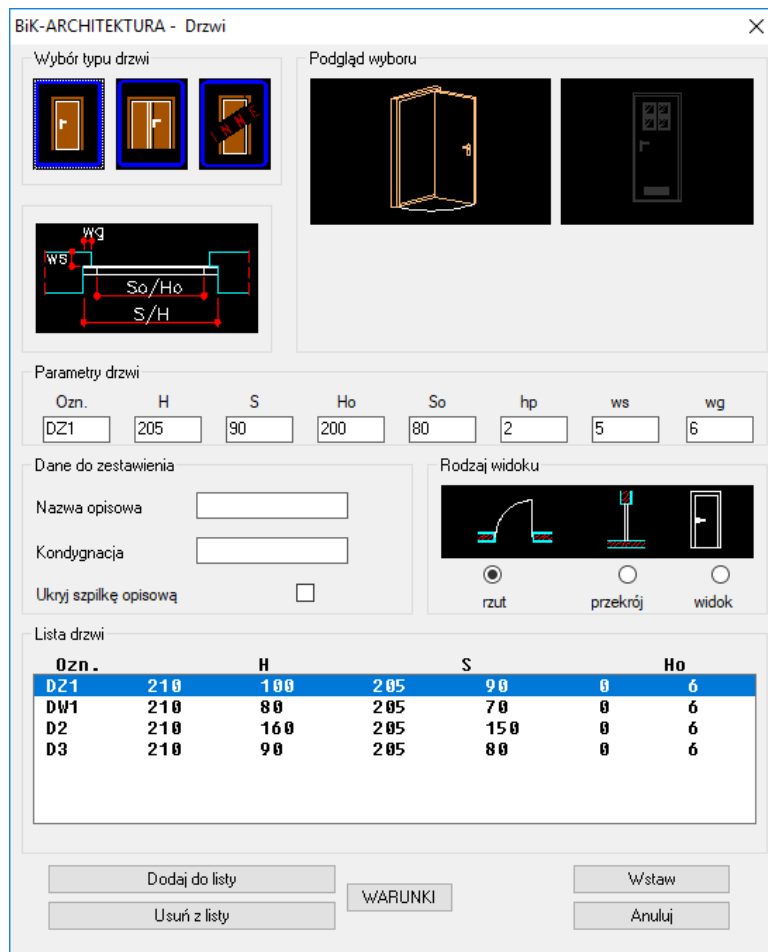 BiK-ARCHITEKTURA - Drzwi
Wybór typu drzwi
Podgląd wyboru
INNE
wg
ws
So/Ho
S/H
Parametry drzwi
Ozn. H S Ho So hp ws wg
DZ1 205 90 200 80 2 5 6
Dane do zestawienia
Rodzaj widoku
Nazwa opisowa
Kondygnacja
Ukryj szpilkę opisową
rzut przekrój widok
Lista drzwi
Ozn. H S Ho
DZ1 210 100 205 90 0 6
DW1 210 80 205 70 0 6
D2 210 160 205 150 0 6
D3 210 90 205 80 0 6
Dodaj do listy
WARUNKI
Wstaw
Usuń z listy
Anuluj